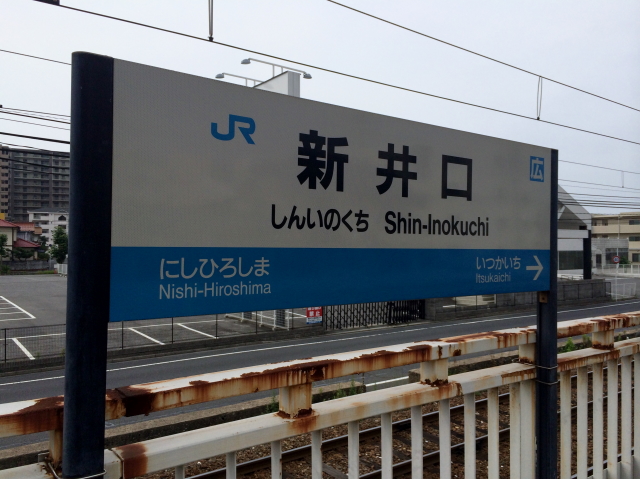 JR
新井口
広
しんいのくち Shin-Inokuchi
にしひろしま
Nishi-Hiroshima
いつかいち →
Itsukaichi